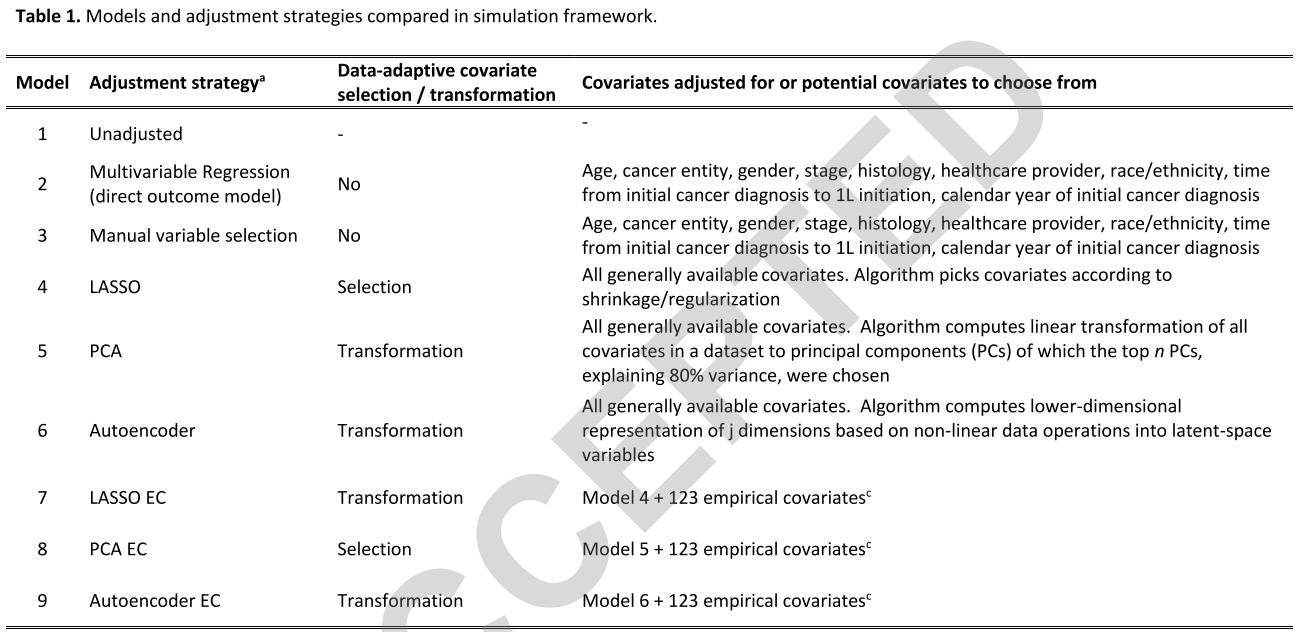 Table 1. Models and adjustment strategies compared in simulation framework.
Model Adjustment strategyᵃ Data-adaptive covariate selection / transformation Covariates adjusted for or potential covariates to choose from
1 Unadjusted - -
2 Multivariable Regression (direct outcome model) No Age, cancer entity, gender, stage, histology, healthcare provider, race/ethnicity, time
from initial cancer diagnosis to 1L initiation, calendar year of initial cancer diagnosis
3 Manual variable selection No Age, cancer entity, gender, stage, histology, healthcare provider, race/ethnicity, time
from initial cancer diagnosis to 1L initiation, calendar year of initial cancer diagnosis
4 LASSO Selection All generally available covariates. Algorithm picks covariates according to
shrinkage/regularization
5 PCA Transformation All generally available covariates.  Algorithm computes linear transformation of all
covariates in a dataset to principal components (PCs) of which the top n PCs,
explaining 80% variance, were chosen
6 Autoencoder Transformation All generally available covariates.  Algorithm computes lower-dimensional
representation of j dimensions based on non-linear data operations into latent-space
variables
7 LASSO EC Transformation Model 4 + 123 empirical covariatesᶜ
8 PCA EC Selection Model 5 + 123 empirical covariatesᶜ
9 Autoencoder EC Transformation Model 6 + 123 empirical covariatesᶜ
CCEPTED